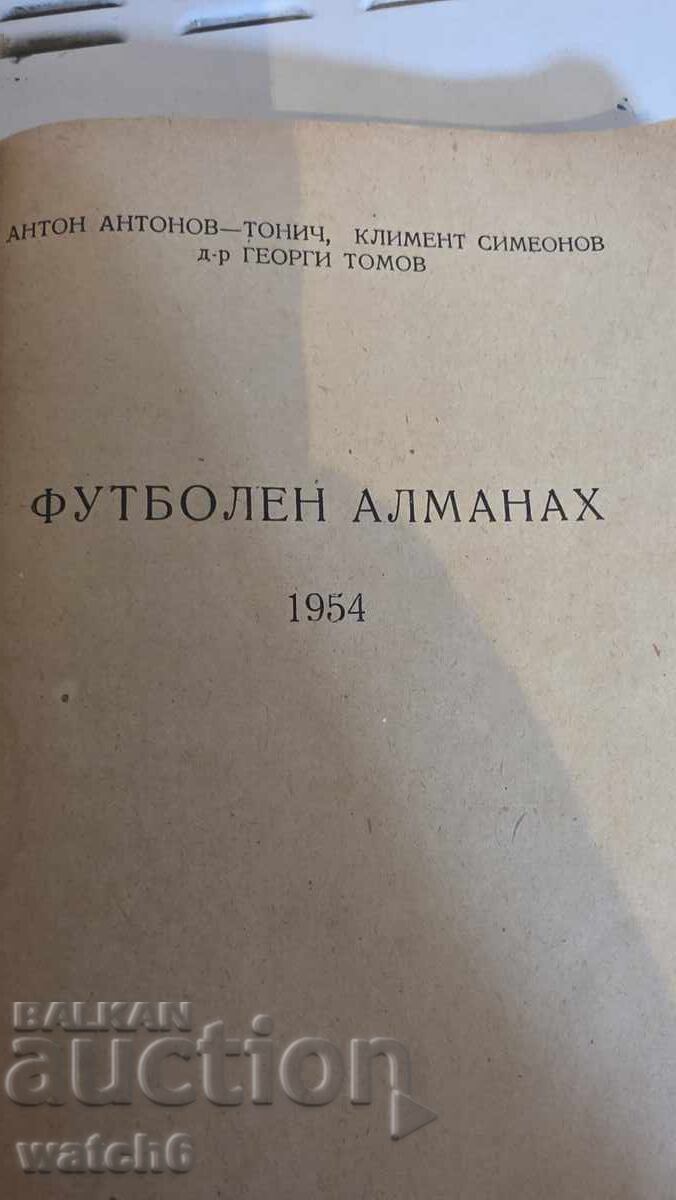 АНТОН АНТОНОВ—ТОНИЧ, КЛИМЕНТ СИМЕОНОВ
д-р ГЕОРГИ ТОМОВ
ФУТБОЛЕН АЛМАНАХ
1954
BALKAN
auction
watch6